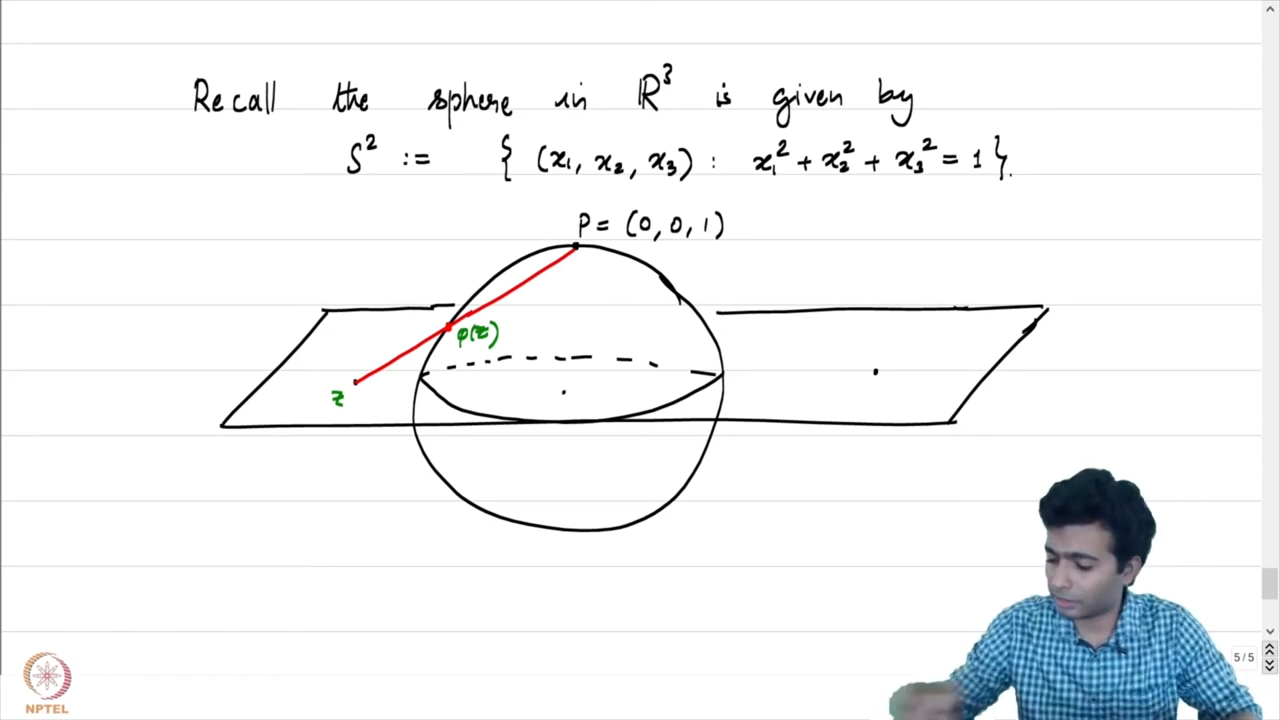 Recall the sphere in ℝ³ is given by
S² := { (x₁, x₂, x₃) : x₁² + x₂² + x₃² = 1 }.
P = (0, 0, 1)
φ(z)
z
5 / 5
NPTEL